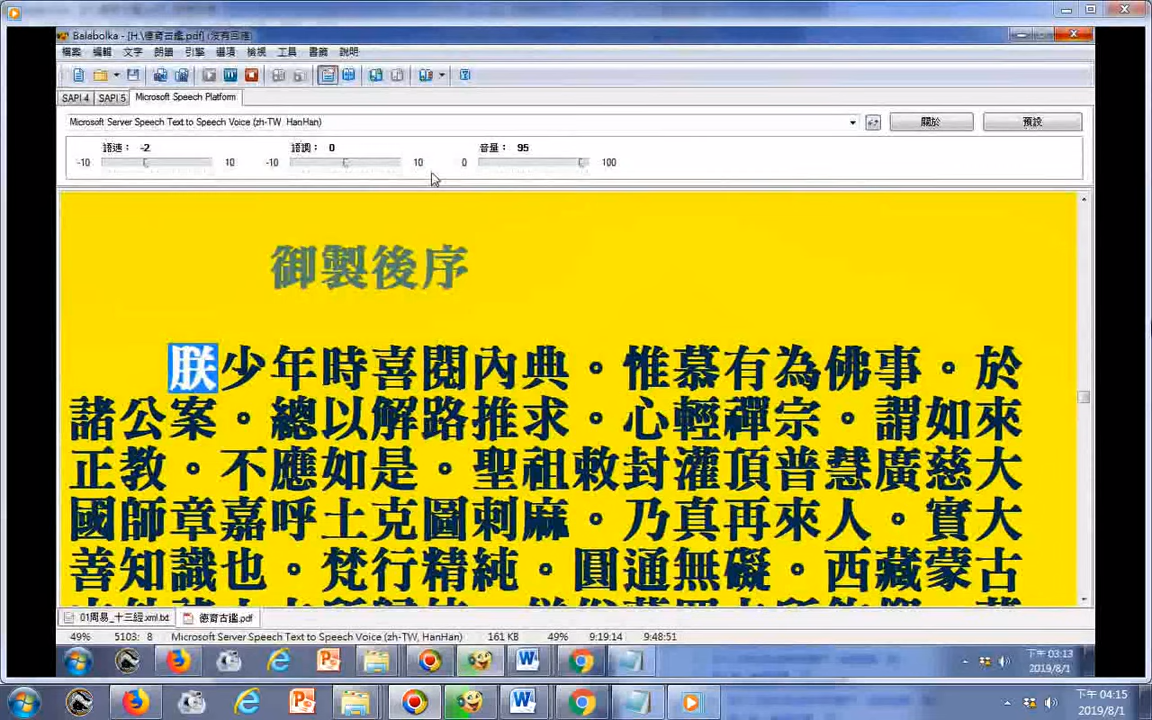 Balabolka - [H:\德育古鑑.pdf] (沒有回應)
檔案 編輯 文字 朗讀 引擎 選項 檢視 工具 書籤 說明
SAPI 4 SAPI 5 Microsoft Speech Platform
Microsoft Server Speech Text to Speech Voice (zh-TW HanHan) 關於 預設
語速： -2 語調： 0 音量： 95
-10 10 -10 10 0 100
御製後序
朕少年時喜閱內典。惟慕有為佛事。於
諸公案。總以解路推求。心輕禪宗。謂如來
正教。不應如是。聖祖敕封灌頂普慧廣慈大
國師章嘉呼土克圖剌麻。乃真再來人。實大
善知識也。梵行精純。圓通無礙。西藏蒙古
01周易_十三經.xml.txt 德育古鑑.pdf
49% 5103: 8 Microsoft Server Speech Text to Speech Voice (zh-TW, HanHan) 161 KB 49% 9:19:14 9:48:51
下午 03:13
2019/8/1
下午 04:15
2019/8/1